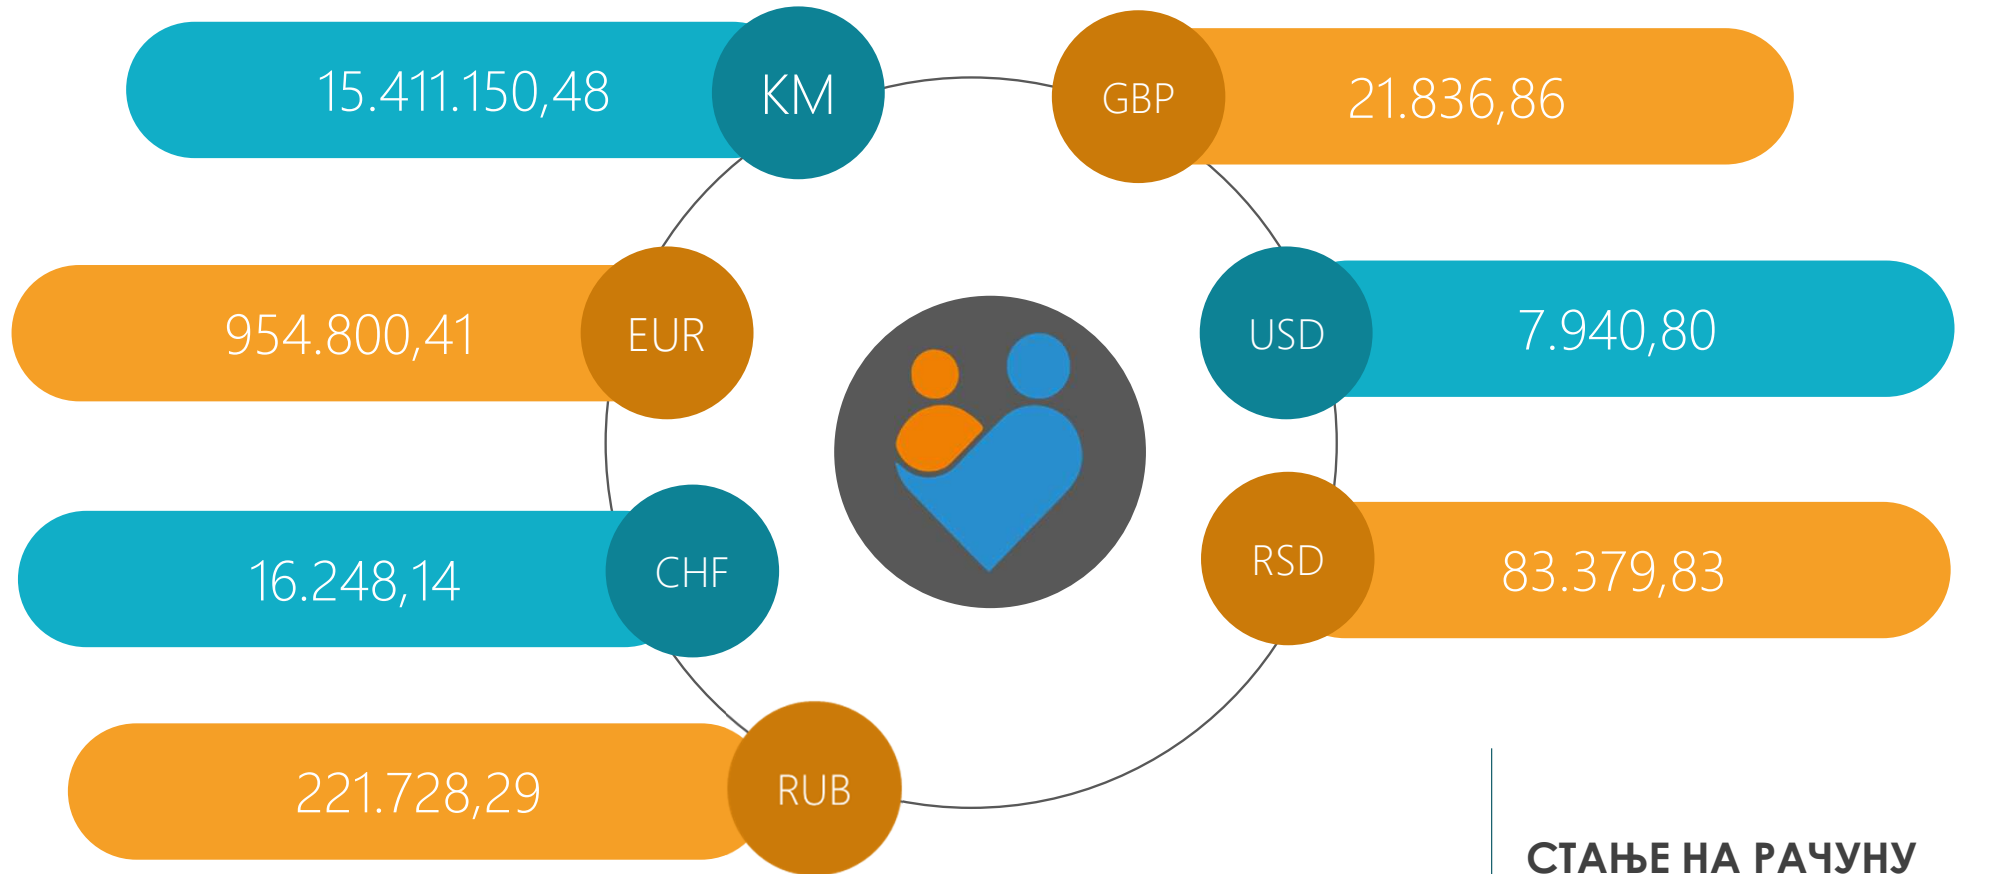 15.411.150,48 KM
GBP 21.836,86
954.800,41 EUR
USD 7.940,80
16.248,14 CHF
RSD 83.379,83
221.728,29 RUB
СТАЊЕ НА РАЧУНУ